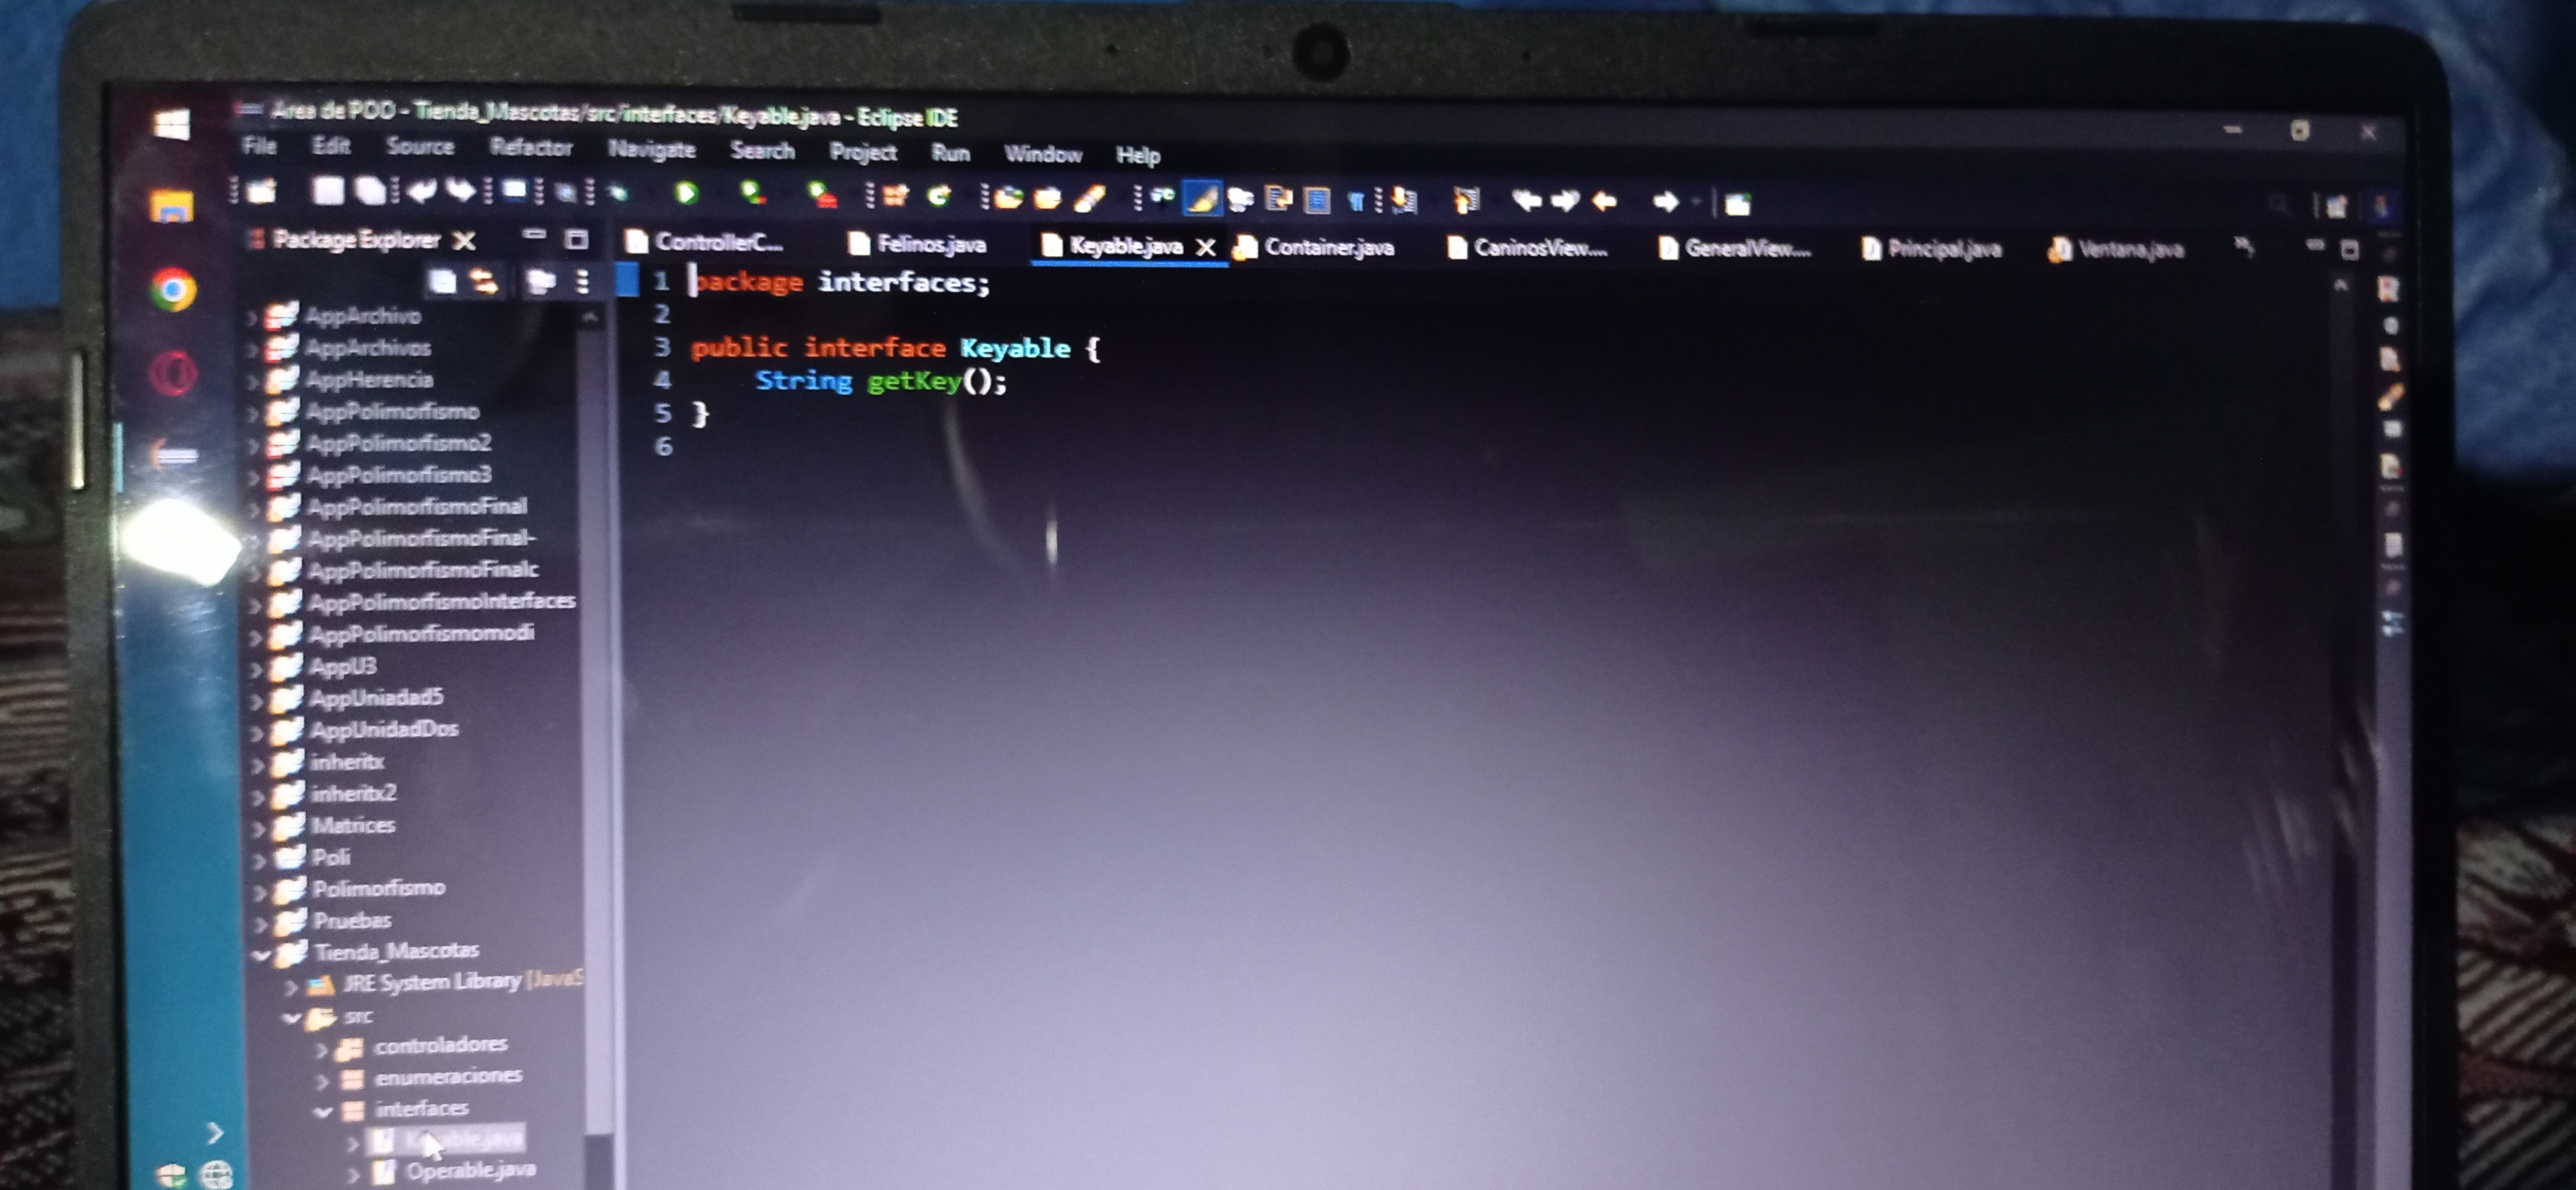 Area de POO - Tienda_Mascotas/src/interfaces/Keyable.java - Eclipse IDE
File Edit Source Refactor Navigate Search Project Run Window Help
Package Explorer
ControllerC... Felinos.java Keyable.java Container.java CaninosView.... GeneralView.... Principal.java Ventana.java
1 package interfaces;
2
3 public interface Keyable {
4 String getKey();
5 }
6
AppArchivo
AppArchivos
AppHerencia
AppPolimorfismo
AppPolimorfismo2
AppPolimorfismo3
AppPolimorfismoFinal
AppPolimorfismoFinal-
AppPolimorfismoFinalc
AppPolimorfismoInterfaces
AppPolimorfismomodi
AppU3
AppUniadad5
AppUnidadDos
inheritx
inheritx2
Matrices
Poli
Polimorfismo
Pruebas
Tienda_Mascotas
JRE System Library [JavaS
src
controladores
enumeraciones
interfaces
Keyable.java
Operable.java